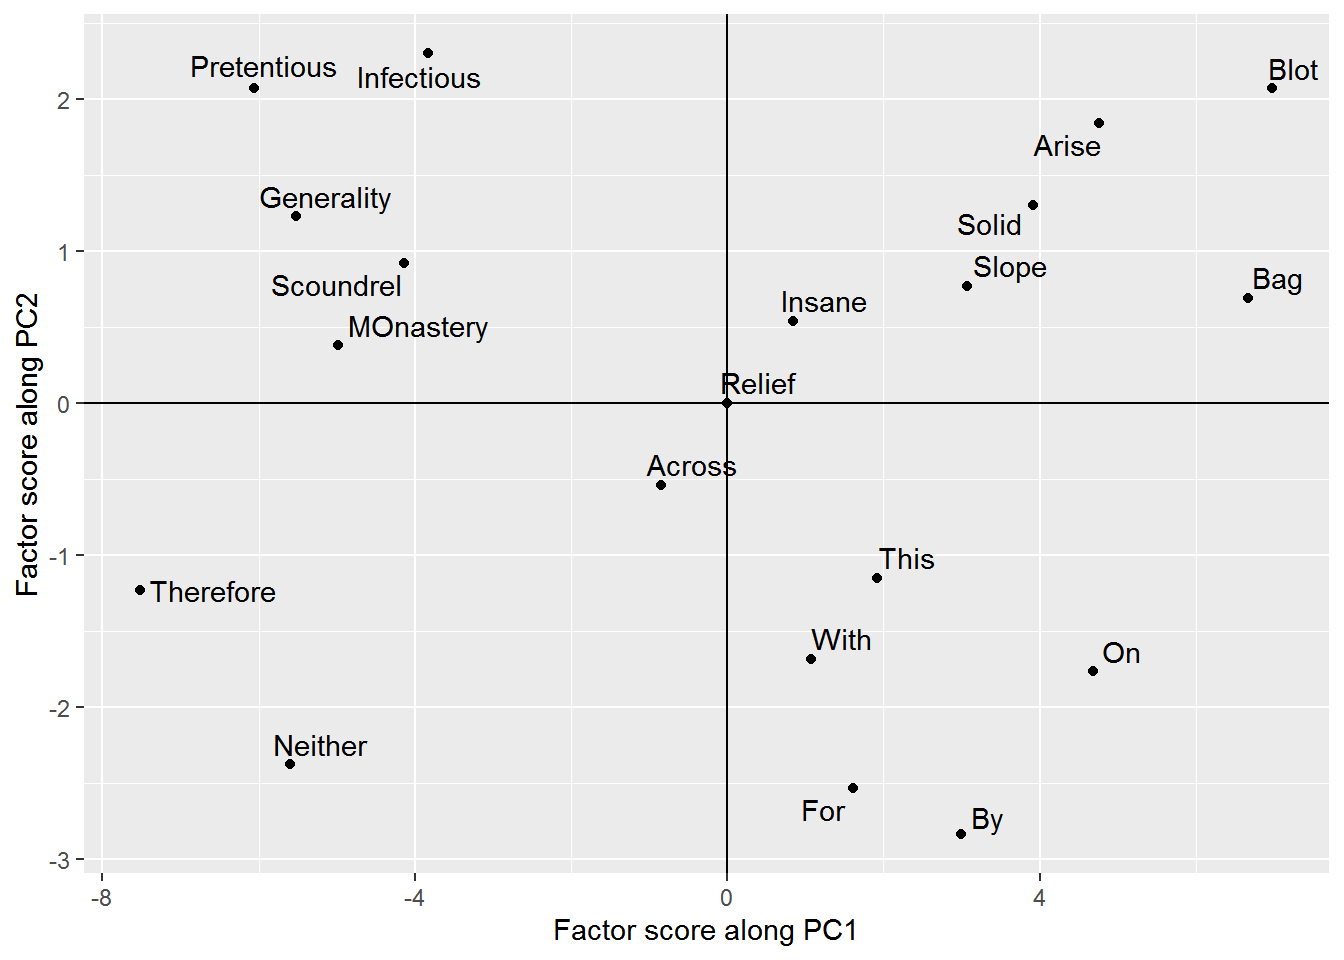 Pretentious
Infectious
Blot
2
Arise
Generality
Solid
1
Slope
Bag
Scoundrel
Insane
MOnastery
Relief
0
Across
-1
This
Therefore
With
On
-2
Neither
For
By
-3
-8
-4
0
4
Factor score along PC1
Factor score along PC2